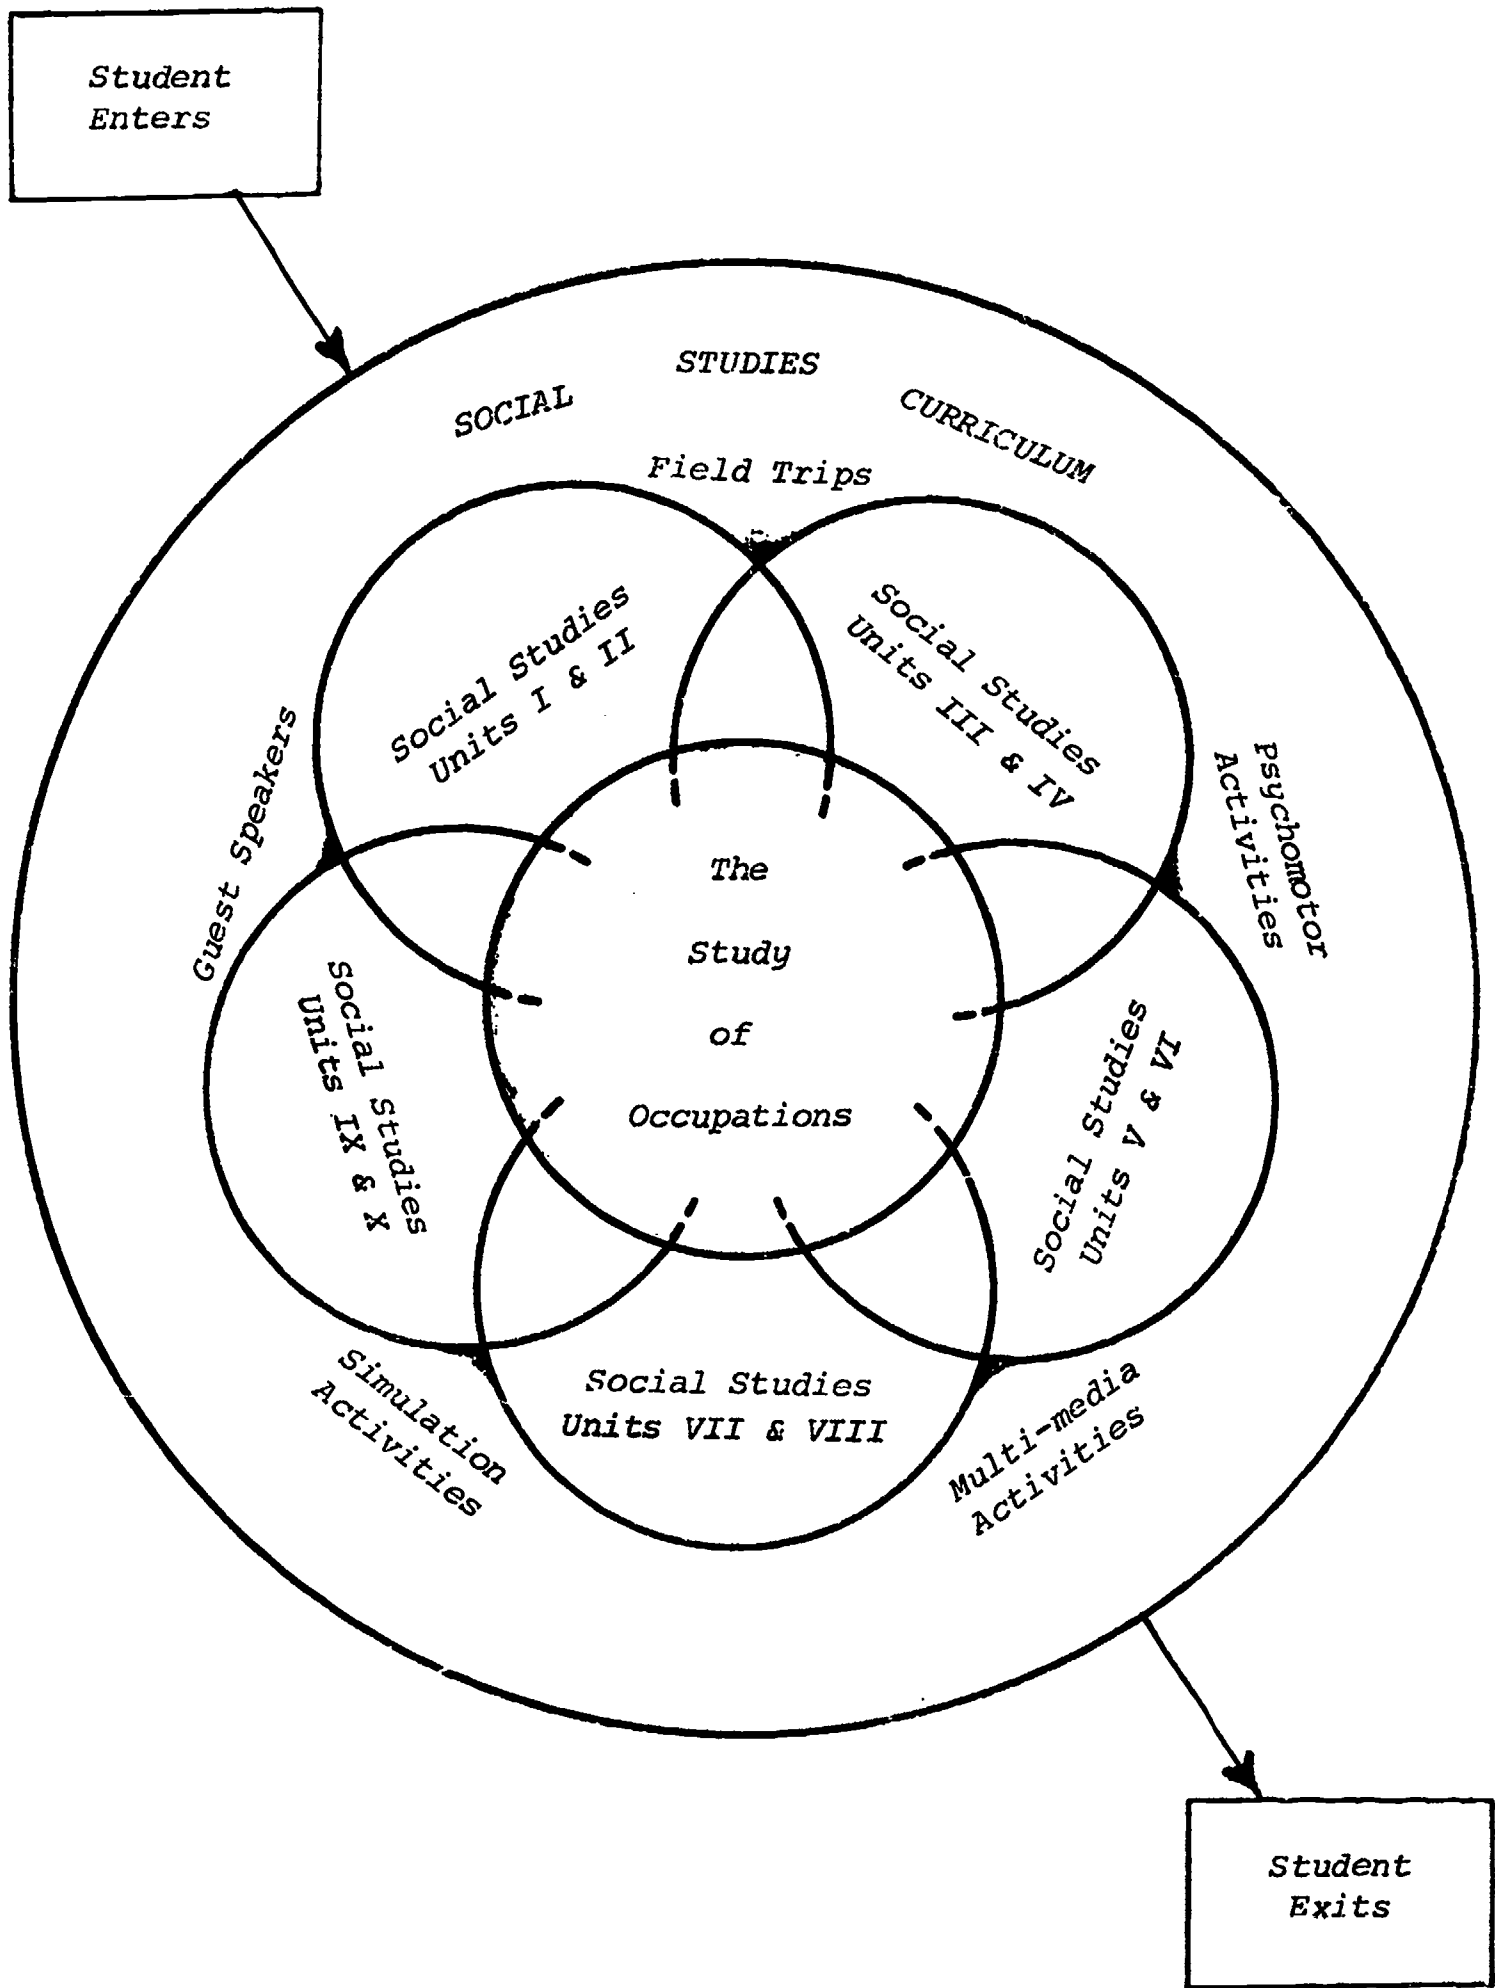 Student
Enters
SOCIAL STUDIES CURRICULUM
Field Trips
Social Studies
Units I & II
Social Studies
Units III & IV
Guest Speakers
Psychomotor
Activities
The
Study
of
Occupations
Social Studies
Units IX & X
Social Studies
Units V & VI
Social Studies
Units VII & VIII
Simulation
Activities
Multi-media
Activities
Student
Exits